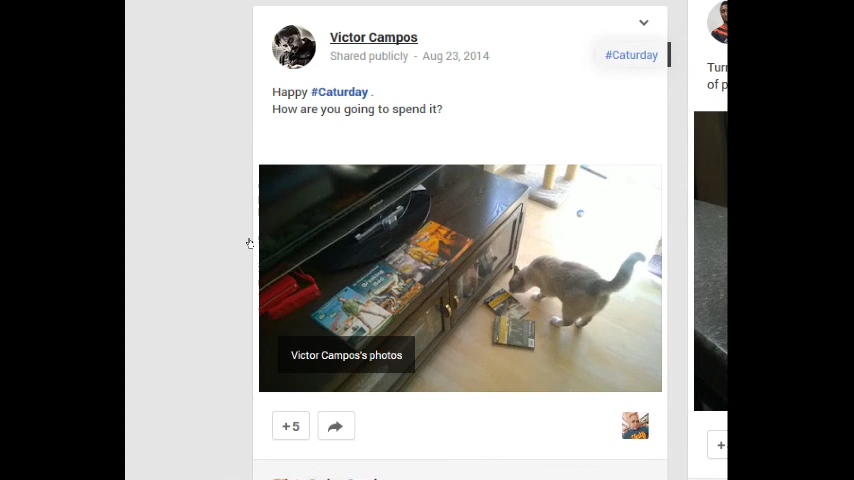 Victor Campos
Shared publicly - Aug 23, 2014
#Caturday
Happy #Caturday .
How are you going to spend it?
Victor Campos's photos
+5
Tur
of p
+